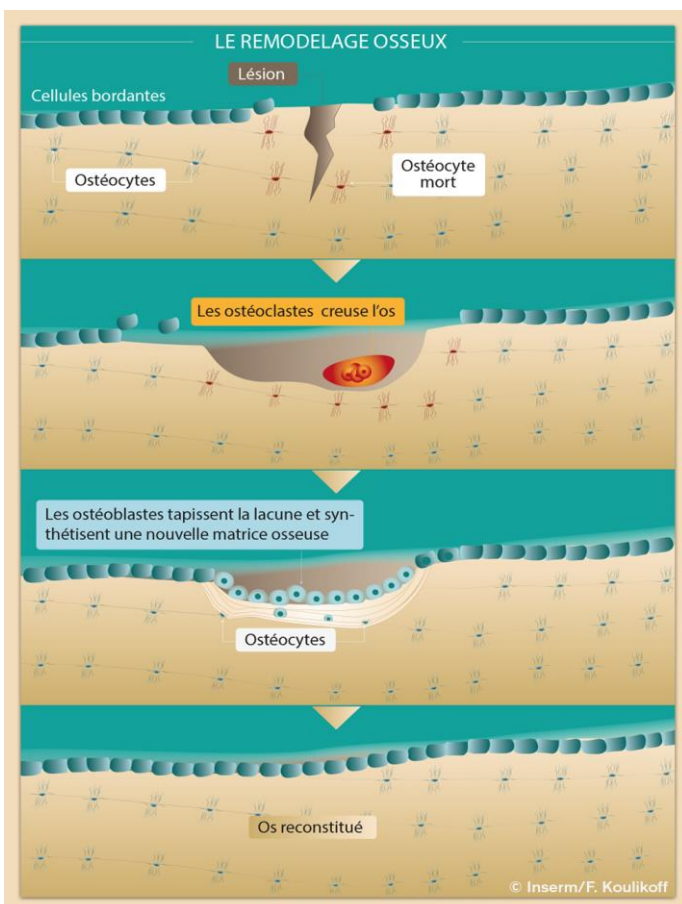 LE REMODELAGE OSSEUX
Lésion
Cellules bordantes
Ostéocytes
Ostéocyte
mort
Les ostéoclastes creuse l'os
Les ostéoblastes tapissent la lacune et syn-
thétisent une nouvelle matrice osseuse
Ostéocytes
Os reconstitué
© Inserm/F. Koulikoff